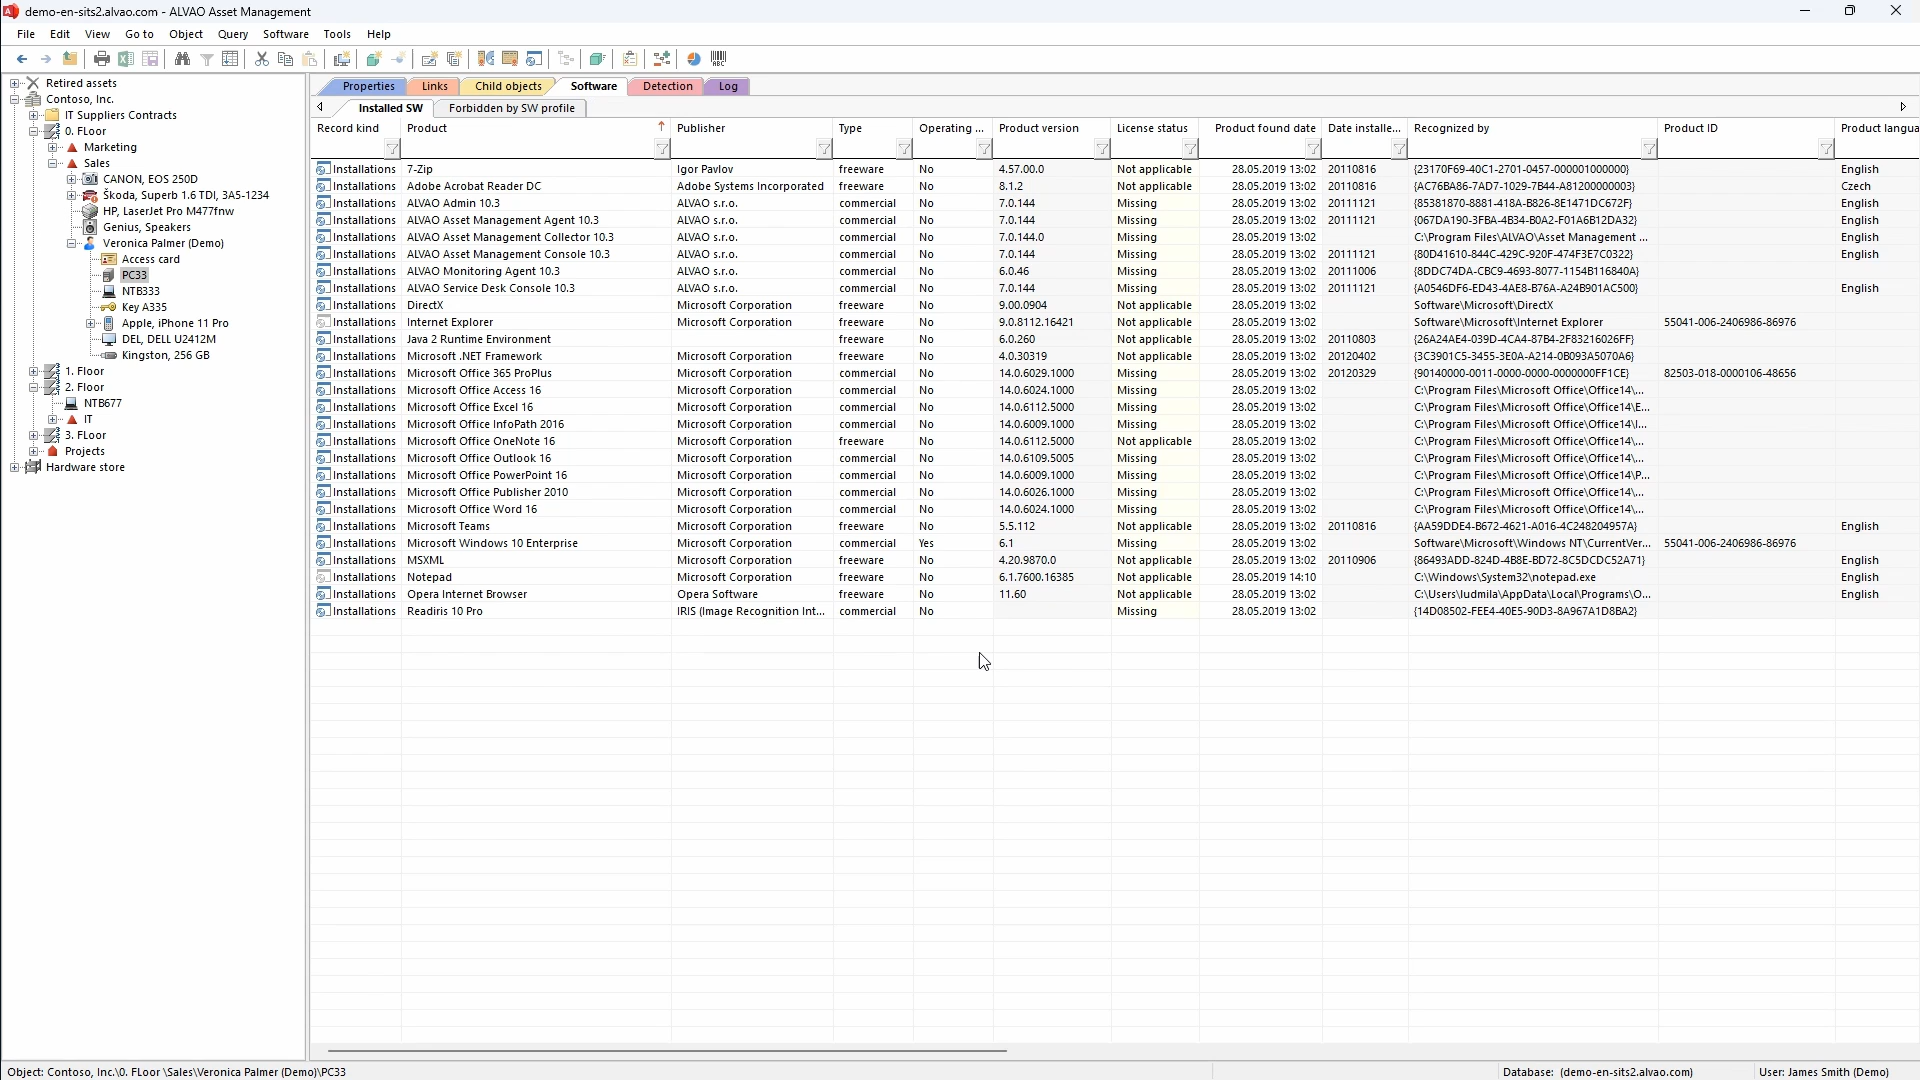 demo-en-sits2.alvao.com - ALVAO Asset Management
File Edit View Go to Object Query Software Tools Help
Retired assets
Contoso, Inc.
IT Suppliers Contracts
0. FLoor
Marketing
Sales
CANON, EOS 250D
Škoda, Superb 1.6 TDI, 3A5-1234
HP, LaserJet Pro M477fnw
Genius, Speakers
Veronica Palmer (Demo)
Access card
PC33
NTB333
Key A335
Apple, iPhone 11 Pro
DEL, DELL U2412M
Kingston, 256 GB
1. Floor
2. Floor
NTB677
IT
3. FLoor
Projects
Hardware store
Properties Links Child objects Software Detection Log
Installed SW Forbidden by SW profile
Record kind Product Publisher Type Operating ... Product version License status Product found date Date installe... Recognized by Product ID Product langua
Installations 7-Zip Igor Pavlov freeware No 4.57.00.0 Not applicable 28.05.2019 13:02 20110816 {23170F69-40C1-2701-0457-000001000000} English
Installations Adobe Acrobat Reader DC Adobe Systems Incorporated freeware No 8.1.2 Not applicable 28.05.2019 13:02 20110816 {AC76BA86-7AD7-1029-7B44-A81200000003} Czech
Installations ALVAO Admin 10.3 ALVAO s.r.o. commercial No 7.0.144 Missing 28.05.2019 13:02 20111121 {85381870-8881-418A-B826-8E1471DC672F} English
Installations ALVAO Asset Management Agent 10.3 ALVAO s.r.o. commercial No 7.0.144 Missing 28.05.2019 13:02 20111121 {067DA190-3FBA-4B34-B0A2-F01A6B12DA32} English
Installations ALVAO Asset Management Collector 10.3 ALVAO s.r.o. commercial No 7.0.144.0 Missing 28.05.2019 13:02 C:\Program Files\ALVAO\Asset Management ... English
Installations ALVAO Asset Management Console 10.3 ALVAO s.r.o. commercial No 7.0.144 Missing 28.05.2019 13:02 20111121 {80D41610-844C-429C-920F-474F3E7C0322} English
Installations ALVAO Monitoring Agent 10.3 ALVAO s.r.o. commercial No 6.0.46 Missing 28.05.2019 13:02 20111006 {8DDC74DA-CBC9-4693-8077-1154B116840A}
Installations ALVAO Service Desk Console 10.3 ALVAO s.r.o. commercial No 7.0.144 Missing 28.05.2019 13:02 20111121 {A0546DF6-ED43-4AE8-B76A-A24B901AC500} English
Installations DirectX Microsoft Corporation freeware No 9.00.0904 Not applicable 28.05.2019 13:02 Software\Microsoft\DirectX
Installations Internet Explorer Microsoft Corporation freeware No 9.0.8112.16421 Not applicable 28.05.2019 13:02 Software\Microsoft\Internet Explorer 55041-006-2406986-86976
Installations Java 2 Runtime Environment freeware No 6.0.260 Not applicable 28.05.2019 13:02 20110803 {26A24AE4-039D-4CA4-87B4-2F83216026FF}
Installations Microsoft .NET Framework Microsoft Corporation freeware No 4.0.30319 Not applicable 28.05.2019 13:02 20120402 {3C3901C5-3455-3E0A-A214-0B093A5070A6}
Installations Microsoft Office 365 ProPlus Microsoft Corporation commercial No 14.0.6029.1000 Missing 28.05.2019 13:02 20120329 {90140000-0011-0000-0000-0000000FF1CE} 82503-018-0000106-48656
Installations Microsoft Office Access 16 Microsoft Corporation commercial No 14.0.6024.1000 Missing 28.05.2019 13:02 C:\Program Files\Microsoft Office\Office14\...
Installations Microsoft Office Excel 16 Microsoft Corporation commercial No 14.0.6112.5000 Missing 28.05.2019 13:02 C:\Program Files\Microsoft Office\Office14\E...
Installations Microsoft Office InfoPath 2016 Microsoft Corporation commercial No 14.0.6009.1000 Missing 28.05.2019 13:02 C:\Program Files\Microsoft Office\Office14\I...
Installations Microsoft Office OneNote 16 Microsoft Corporation freeware No 14.0.6112.5000 Not applicable 28.05.2019 13:02 C:\Program Files\Microsoft Office\Office14\...
Installations Microsoft Office Outlook 16 Microsoft Corporation commercial No 14.0.6109.5005 Missing 28.05.2019 13:02 C:\Program Files\Microsoft Office\Office14\...
Installations Microsoft Office PowerPoint 16 Microsoft Corporation commercial No 14.0.6009.1000 Missing 28.05.2019 13:02 C:\Program Files\Microsoft Office\Office14\P...
Installations Microsoft Office Publisher 2010 Microsoft Corporation commercial No 14.0.6026.1000 Missing 28.05.2019 13:02 C:\Program Files\Microsoft Office\Office14\...
Installations Microsoft Office Word 16 Microsoft Corporation commercial No 14.0.6024.1000 Missing 28.05.2019 13:02 C:\Program Files\Microsoft Office\Office14\...
Installations Microsoft Teams Microsoft Corporation freeware No 5.5.112 Not applicable 28.05.2019 13:02 20110816 {AA59DDE4-B672-4621-A016-4C248204957A} English
Installations Microsoft Windows 10 Enterprise Microsoft Corporation commercial Yes 6.1 Missing 28.05.2019 13:02 Software\Microsoft\Windows NT\CurrentVer... 55041-006-2406986-86976
Installations MSXML Microsoft Corporation freeware No 4.20.9870.0 Not applicable 28.05.2019 13:02 20110906 {86493ADD-824D-4B8E-BD72-8C5DCDC52A71} English
Installations Notepad Microsoft Corporation freeware No 6.1.7600.16385 Not applicable 28.05.2019 14:10 C:\Windows\System32\notepad.exe English
Installations Opera Internet Browser Opera Software freeware No 11.60 Not applicable 28.05.2019 13:02 C:\Users\ludmila\AppData\Local\Programs\O... English
Installations Readiris 10 Pro IRIS (Image Recognition Int... commercial No Missing 28.05.2019 13:02 {14D08502-FEE4-40E5-90D3-8A967A1D8BA2}
Object: Contoso, Inc.\0. FLoor \Sales\Veronica Palmer (Demo)\PC33 Database: (demo-en-sits2.alvao.com) User: James Smith (Demo)